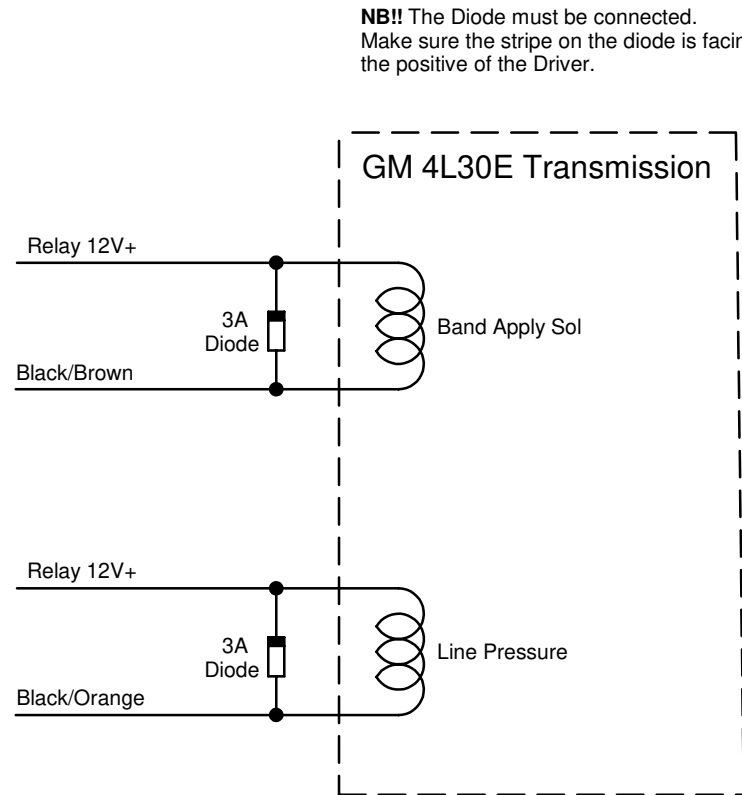 NB!! The Diode must be connected.
Make sure the stripe on the diode is facin
the positive of the Driver.
GM 4L30E Transmission
Relay 12V+
3A
Diode
Band Apply Sol
Black/Brown
Relay 12V+
3A
Diode
Line Pressure
Black/Orange